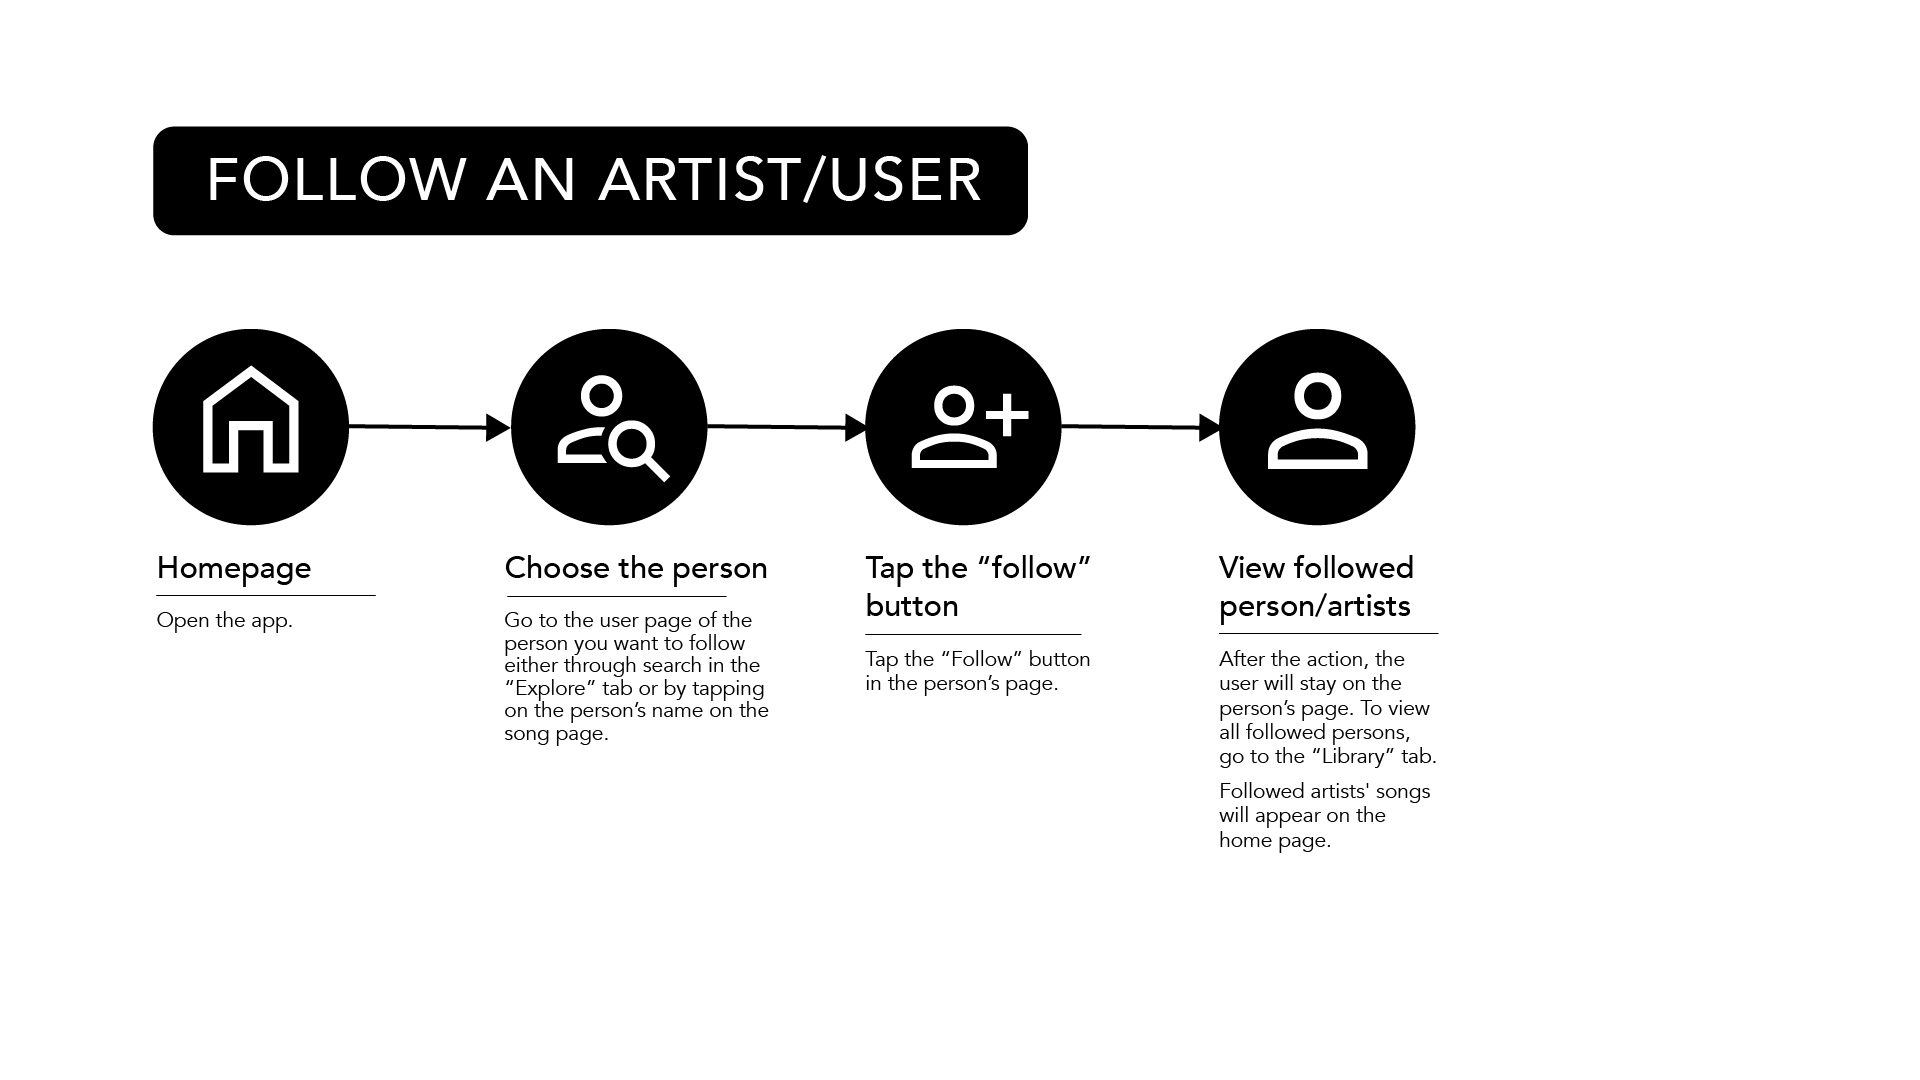 FOLLOW AN ARTIST/USER
Homepage
Open the app.
Choose the person
Go to the user page of the
person you want to follow
either through search in the
“Explore” tab or by tapping
on the person’s name on the
song page.
Tap the “follow”
button
Tap the “Follow” button
in the person’s page.
View followed
person/artists
After the action, the
user will stay on the
person’s page. To view
all followed persons,
go to the “Library” tab.
Followed artists' songs
will appear on the
home page.